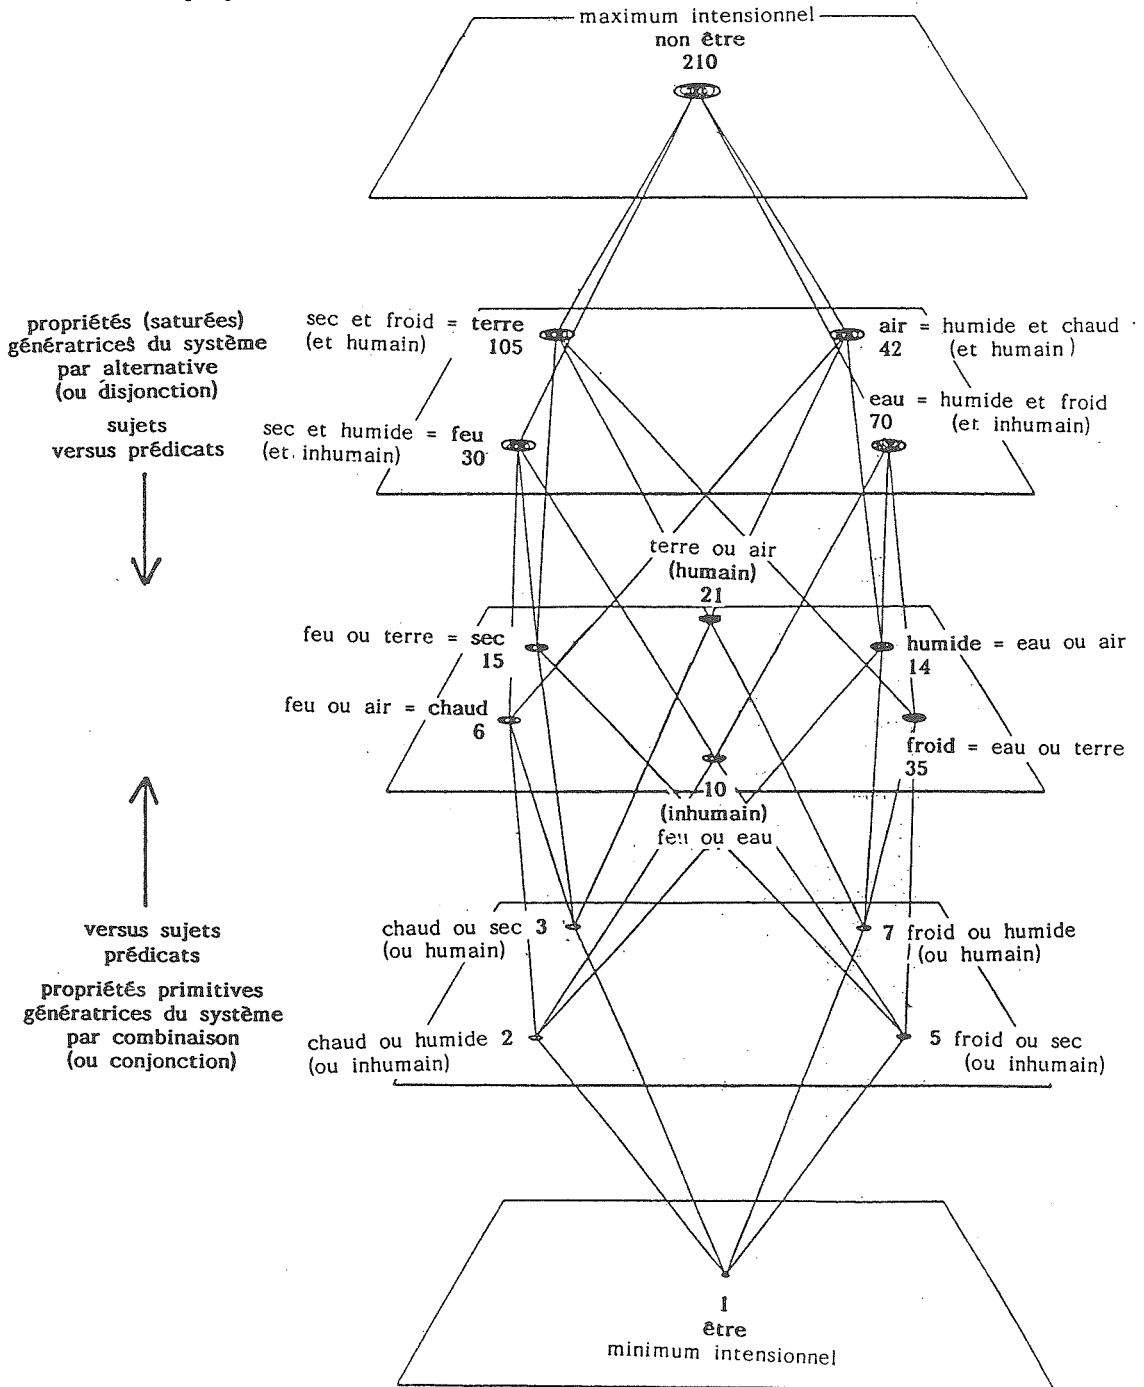 maximum intensionnel
non être
210
propriétés (saturées)
génératrices du système
par alternative
(ou disjonction)
sujets
versus prédicats
sec et froid = terre
(et humain)
105
air = humide et chaud
42 (et humain)
sec et humide = feu
(et inhumain)
30
eau = humide et froid
70 (et inhumain)
terre ou air
(humain)
21
feu ou terre = sec
15
humide = eau ou air
14
feu ou air = chaud
6
froid = eau ou terre
35
10
(inhumain)
feu ou eau
versus sujets
prédicats
propriétés primitives
génératrices du système
par combinaison
(ou conjonction)
chaud ou sec 3
(ou humain)
7 froid ou humide
(ou humain)
chaud ou humide 2
(ou inhumain)
5 froid ou sec
(ou inhumain)
1
être
minimum intensionnel